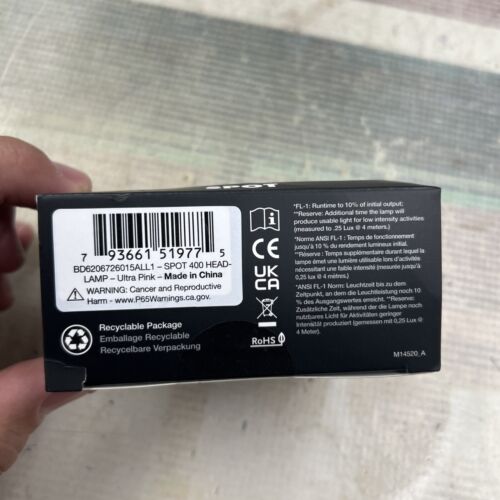 SPOT
7 93661 51977 5
BD6206726015ALL1 – SPOT 400 HEAD-
LAMP – Ultra Pink – Made in China
WARNING: Cancer and Reproductive
Harm - www.P65Warnings.ca.gov.
Recyclable Package
Emballage Recyclable
Recycelbare Verpackung
i
CE
UK
CA
RoHS
*FL-1: Runtime to 10% of initial output;
**Reserve: Additional time the lamp will
produce usable light for low intensity activities
(measured to .25 Lux @ 4 meters.)
*Norme ANSI FL-1 : Temps de fonctionnement
jusqu'à 10 % du rendement lumineux initial.
**Reserve : Temps supplémentaire durant lequel la
lampe émet une lumière utilisable lors d'activités
nécessitant une faible intensité (mesurée jusqu'à
0,25 Lux @ 4 mètres.)
*ANSI FL-1 Norm: Leuchtzeit bis zu dem
Zeitpunkt, an dem die Leuchtleistung noch 10
% des Ausgangswertes erreicht. **Reserve:
Zusätzliche Zeit, während der die Lampe noch
nutzbares Licht für Aktivitäten geringer
Intensität produziert (gemessen mit 0,25 Lux @
4 Meter).
M14520_A